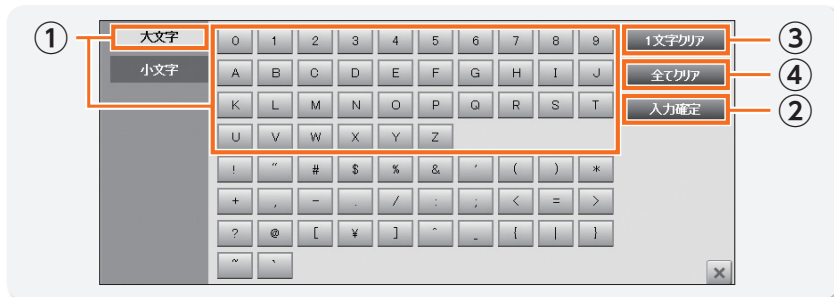 ① 大文字 0 1 2 3 4 5 6 7 8 9 1文字クリア ③
小文字 A B C D E F G H I J 全てクリア ④
K L M N O P Q R S T 入力確定 ②
U V W X Y Z
! ″ # $ % & ′ ( ) *
+ , - . / : ; < = >
? @ [ ¥ ] ^ _ { | }
~ `
×